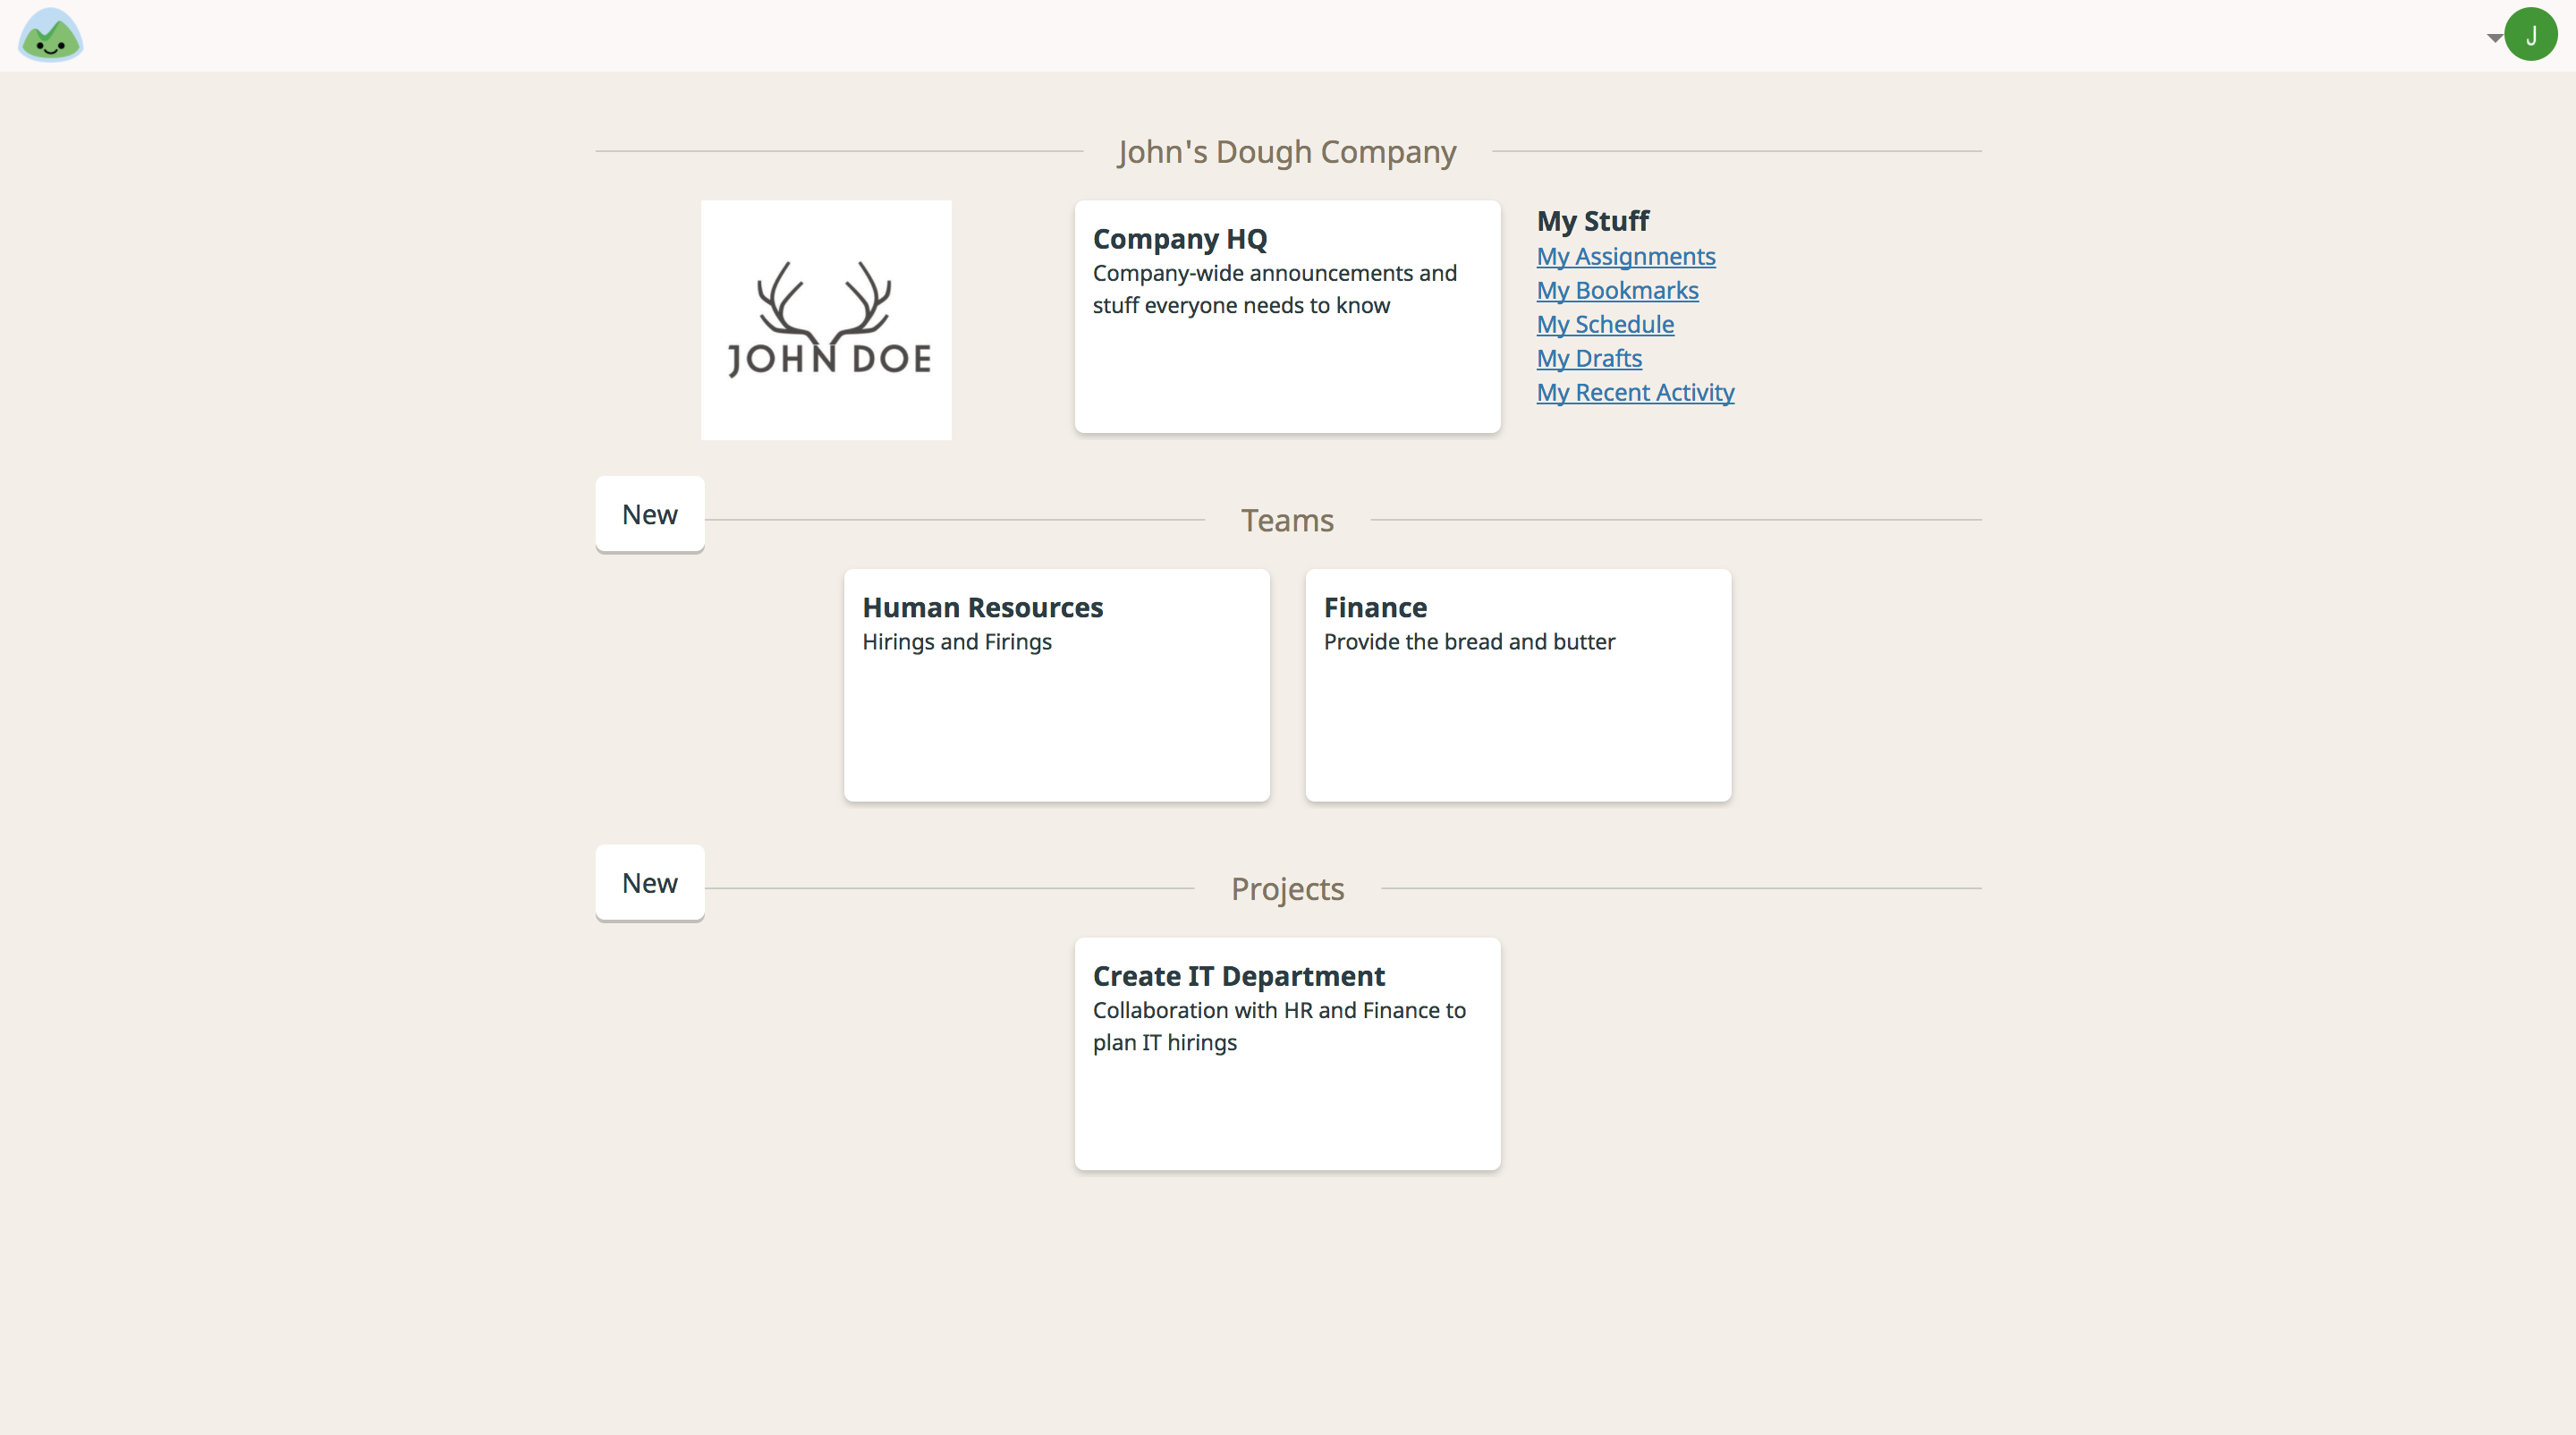 J
John's Dough Company
JOHN DOE
Company HQ
Company-wide announcements and
stuff everyone needs to know
My Stuff
My Assignments
My Bookmarks
My Schedule
My Drafts
My Recent Activity
New
Teams
Human Resources
Hirings and Firings
Finance
Provide the bread and butter
New
Projects
Create IT Department
Collaboration with HR and Finance to
plan IT hirings